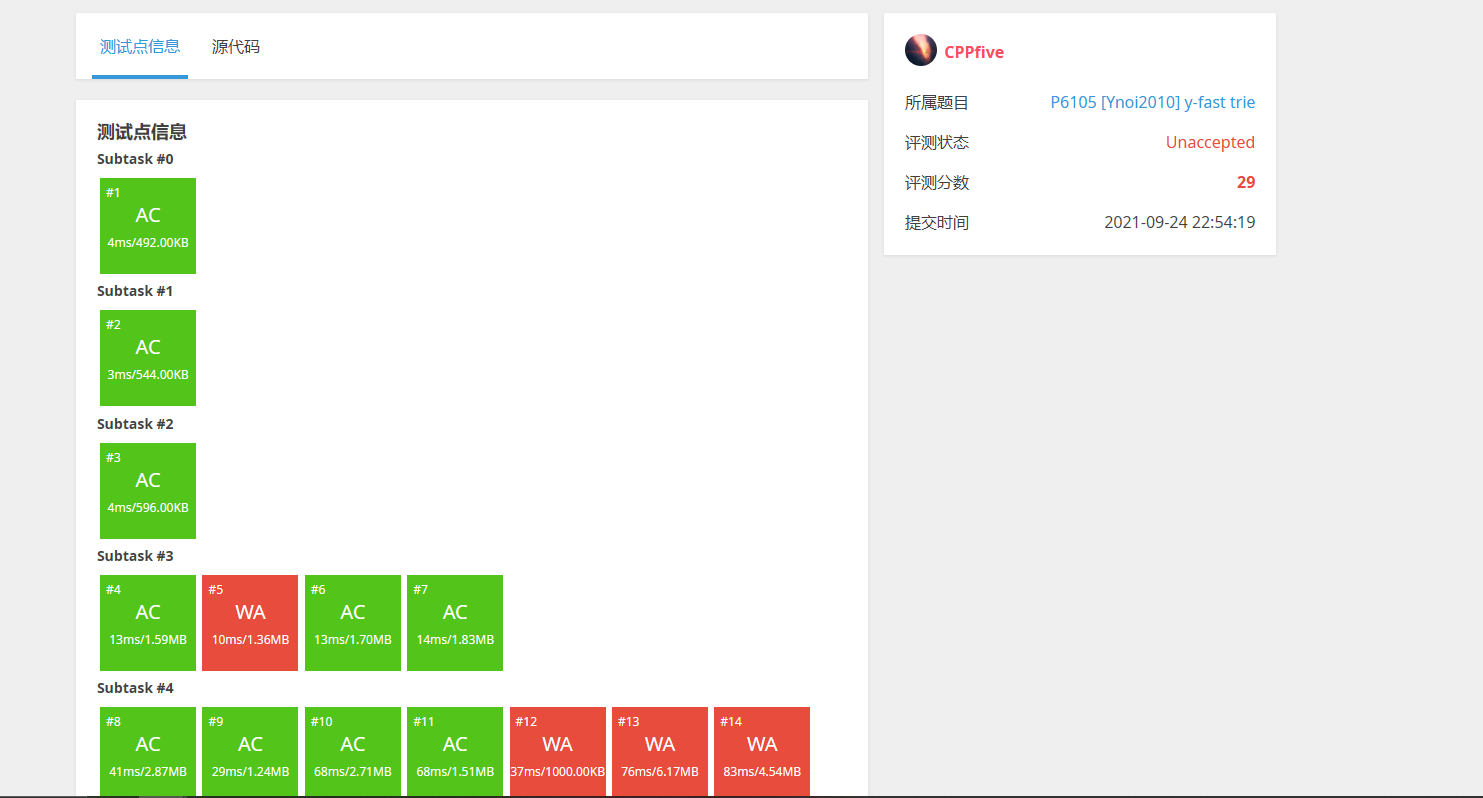 测试点信息 源代码
测试点信息
Subtask #0
#1
AC
4ms/492.00KB
Subtask #1
#2
AC
3ms/544.00KB
Subtask #2
#3
AC
4ms/596.00KB
Subtask #3
#4 #5 #6 #7
AC WA AC AC
13ms/1.59MB 10ms/1.36MB 13ms/1.70MB 14ms/1.83MB
Subtask #4
#8 #9 #10 #11 #12 #13 #14
AC AC AC AC WA WA WA
41ms/2.87MB 29ms/1.24MB 68ms/2.71MB 68ms/1.51MB 37ms/1000.00KB 76ms/6.17MB 83ms/4.54MB
CPPfive
所属题目 P6105 [Ynoi2010] y-fast trie
评测状态 Unaccepted
评测分数 29
提交时间 2021-09-24 22:54:19